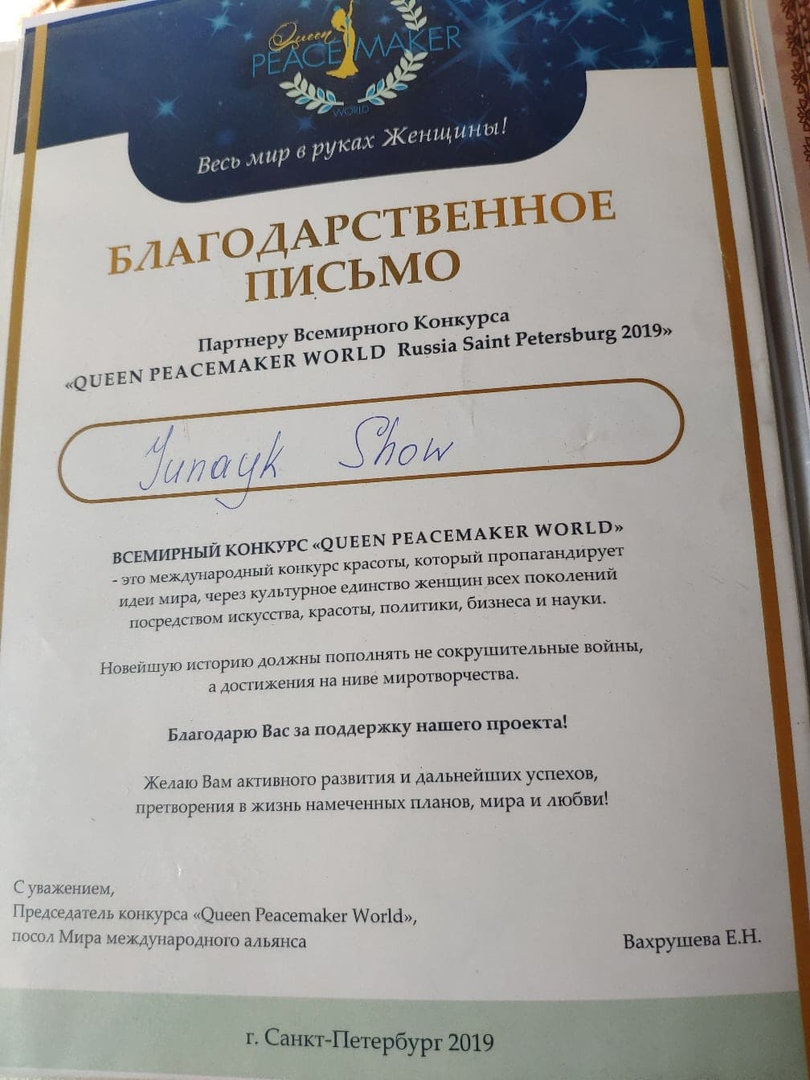 Queen
PEACEMAKER
WORLD
Весь мир в руках Женщины!
БЛАГОДАРСТВЕННОЕ
ПИСЬМО
Партнеру Всемирного Конкурса
«QUEEN PEACEMAKER WORLD Russia Saint Petersburg 2019»
Junayk Show
ВСЕМИРНЫЙ КОНКУРС «QUEEN PEACEMAKER WORLD»
- это международный конкурс красоты, который пропагандирует
идеи мира, через культурное единство женщин всех поколений
посредством искусства, красоты, политики, бизнеса и науки.
Новейшую историю должны пополнять не сокрушительные войны,
а достижения на ниве миротворчества.
Благодарю Вас за поддержку нашего проекта!
Желаю Вам активного развития и дальнейших успехов,
претворения в жизнь намеченных планов, мира и любви!
С уважением,
Председатель конкурса «Queen Peacemaker World»,
посол Мира международного альянса
Вахрушева Е.Н.
г. Санкт-Петербург 2019